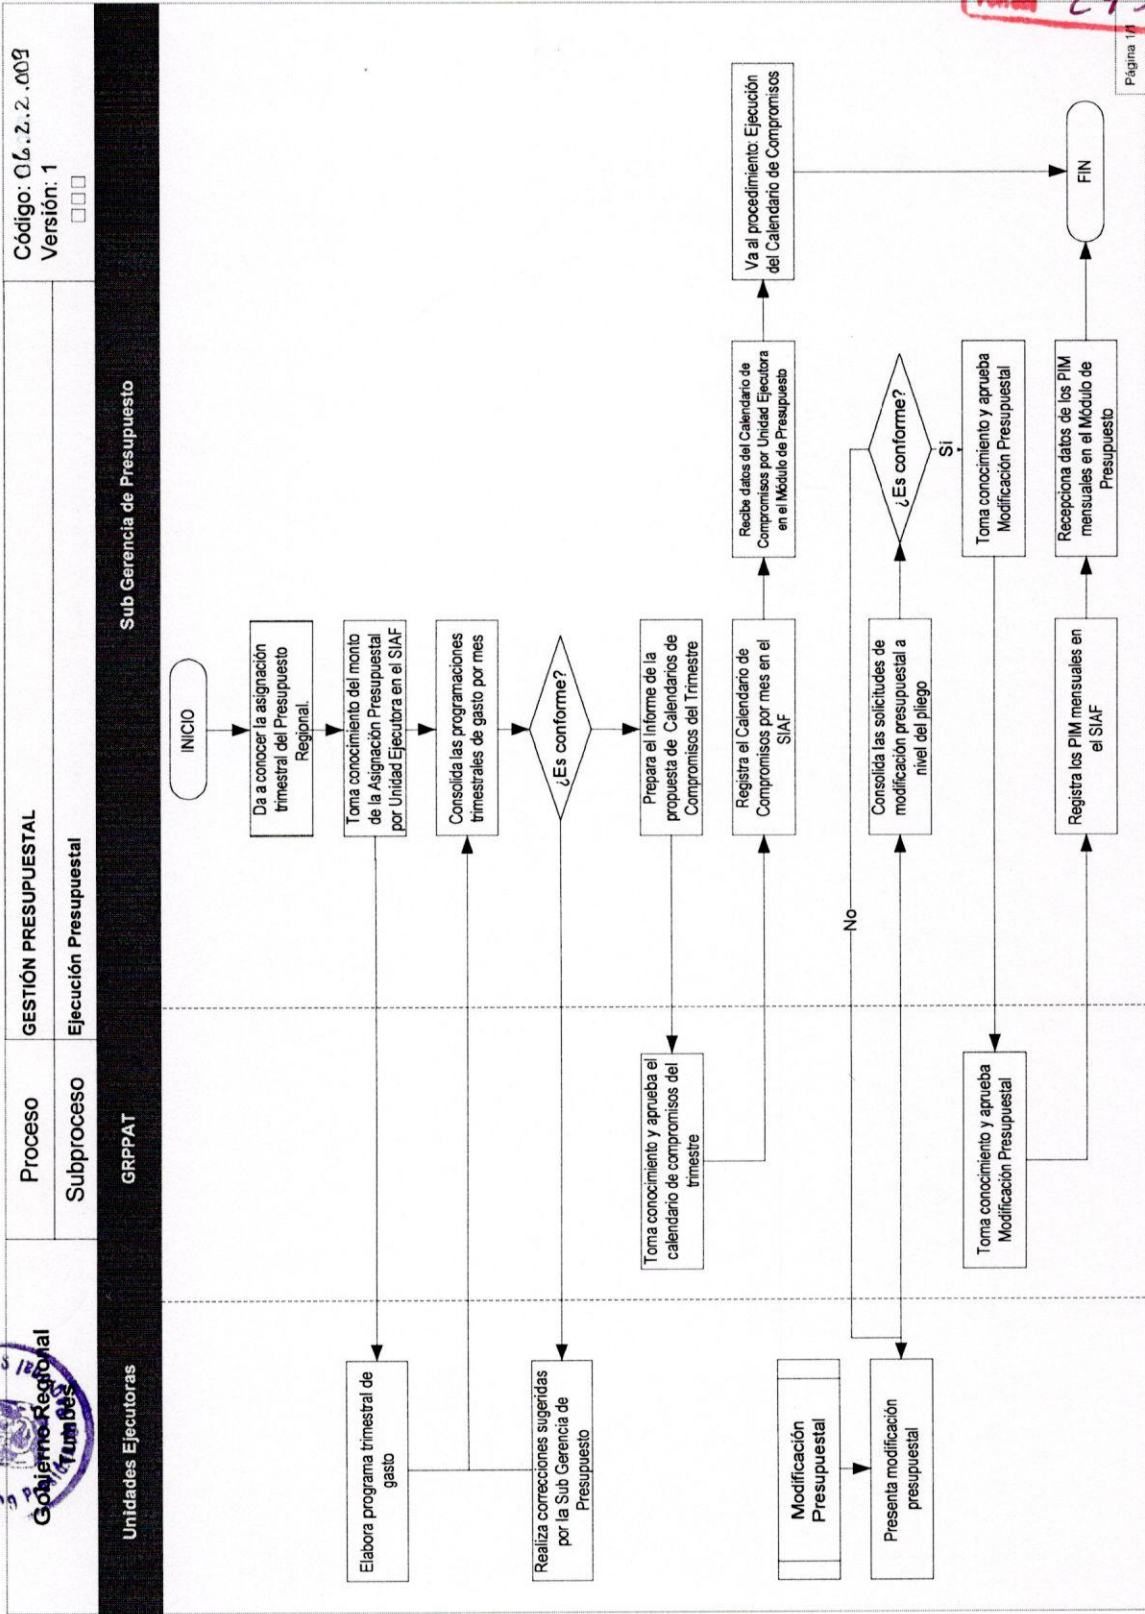 Gobierno Regional
Tumbes
Proceso
GESTIÓN PRESUPUESTAL
Código: 06.2.2.009
Versión: 1
Subproceso
Ejecución Presupuestal
Unidades Ejecutoras
GRPPAT
Sub Gerencia de Presupuesto
INICIO
Da a conocer la asignación
trimestral del Presupuesto
Regional.
Toma conocimiento del monto
de la Asignación Presupuestal
por Unidad Ejecutora en el SIAF
Elabora programa trimestral de
gasto
Consolida las programaciones
trimestrales de gasto por mes
¿Es conforme?
Realiza correcciones sugeridas
por la Sub Gerencia de
Presupuesto
Prepara el Informe de la
propuesta de Calendarios de
Compromisos del Trimestre
Toma conocimiento y aprueba el
calendario de compromisos del
trimestre
Registra el Calendario de
Compromisos por mes en el
SIAF
Recibe datos del Calendario de
Compromisos por Unidad Ejecutora
en el Módulo de Presupuesto
Va al procedimiento: Ejecución
del Calendario de Compromisos
Modificación
Presupuestal
Presenta modificación
presupuestal
Consolida las solicitudes de
modificación presupuestal a
nivel del pliego
¿Es conforme?
No
Si
Toma conocimiento y aprueba
Modificación Presupuestal
Toma conocimiento y aprueba
Modificación Presupuestal
Registra los PIM mensuales en
el SIAF
Recepciona datos de los PIM
mensuales en el Módulo de
Presupuesto
FIN
Página 1/1